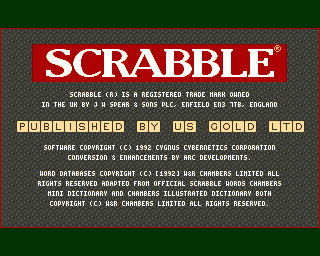 SCRABBLE®
SCRABBLE (R) IS A REGISTERED TRADE MARK OWNED
IN THE UK BY J W SPEAR & SONS PLC, ENFIELD EN3 7TB, ENGLAND
PUBLISHED BY US GOLD LTD
SOFTWARE COPYRIGHT (C) 1992 CYGNUS CYBERNETICS CORPORATION
CONVERSION & ENHANCEMENTS BY ARC DEVELOPMENTS.
WORD DATABASES COPYRIGHT (C) [1992] W&R CHAMBERS LIMITED ALL
RIGHTS RESERVED ADAPTED FROM OFFICIAL SCRABBLE WORDS CHAMBERS
MINI DICTIONARY AND CHAMBERS ILLUSTRATED DICTIONARY BOTH
COPYRIGHT (C) W&R CHAMBERS LIMITED ALL RIGHTS RESERVED.